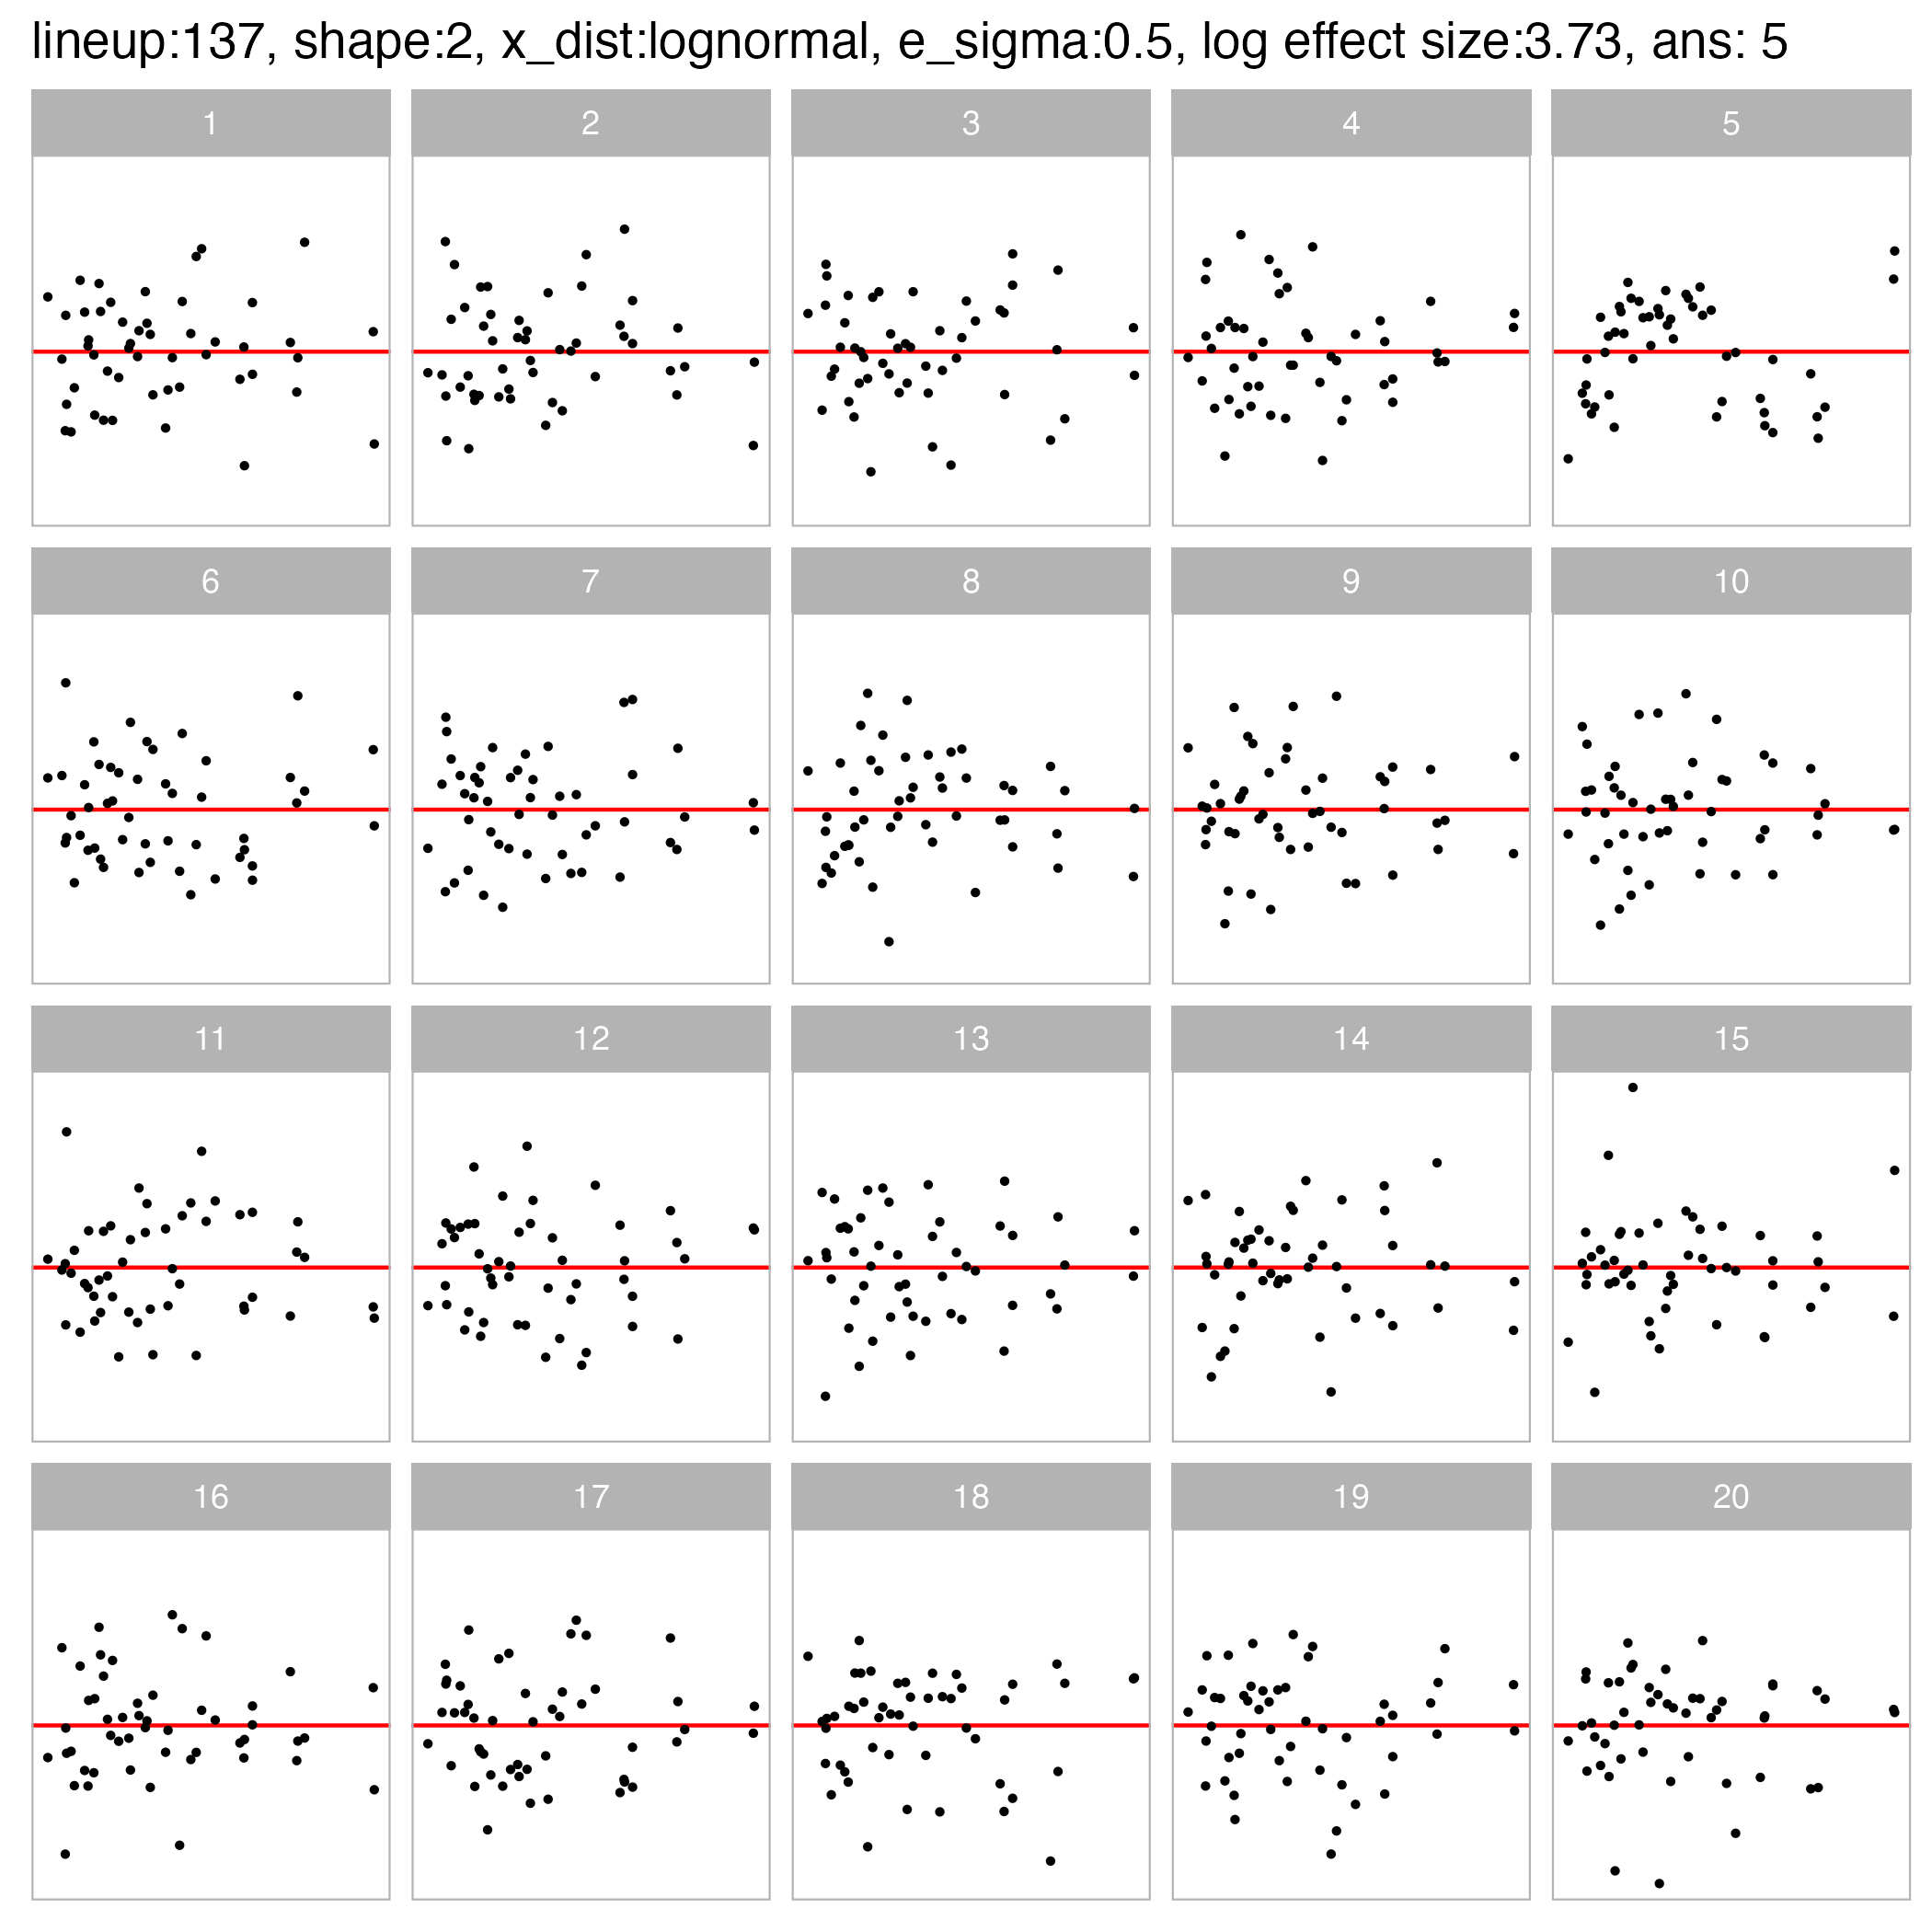 lineup:137, shape:2, x_dist:lognormal, e_sigma:0.5, log effect size:3.73, ans: 5
1 2 3 4 5
6 7 8 9 10
11 12 13 14 15
16 17 18 19 20